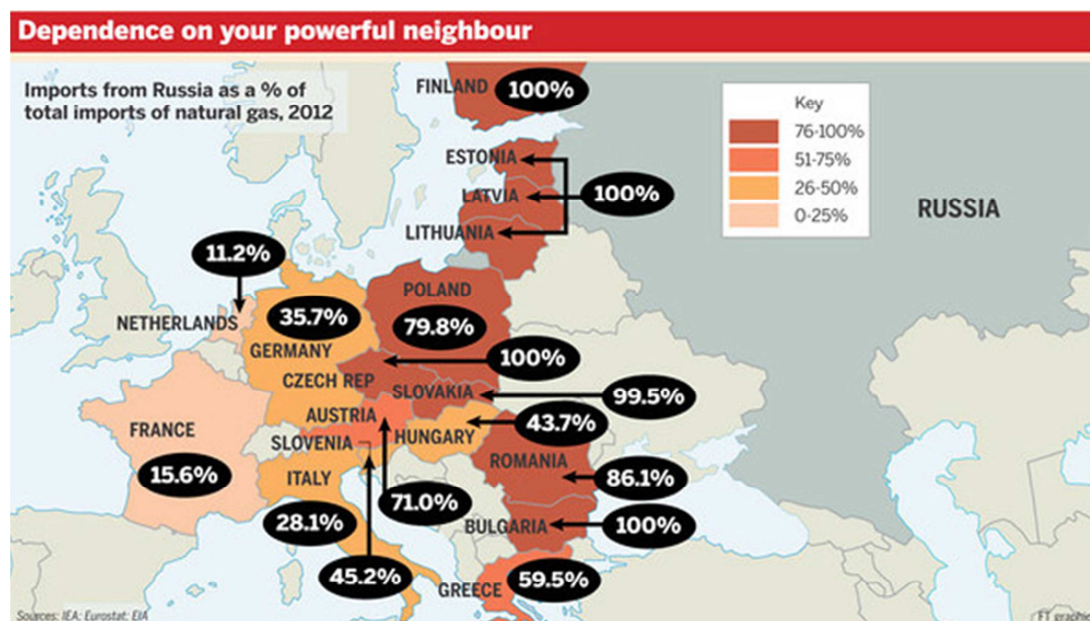 Dependence on your powerful neighbour
Imports from Russia as a % of
total imports of natural gas, 2012
FINLAND
100%
Key
76-100%
51-75%
26-50%
0-25%
ESTONIA
LATVIA
100%
LITHUANIA
RUSSIA
11.2%
NETHERLANDS
35.7%
GERMANY
POLAND
79.8%
100%
CZECH REP
SLOVAKIA
99.5%
AUSTRIA
43.7%
FRANCE
SLOVENIA
HUNGARY
15.6%
ITALY
ROMANIA
86.1%
71.0%
28.1%
BULGARIA
100%
45.2%
GREECE
59.5%
Sources: IEA; Eurostat; EIA
FT graphic